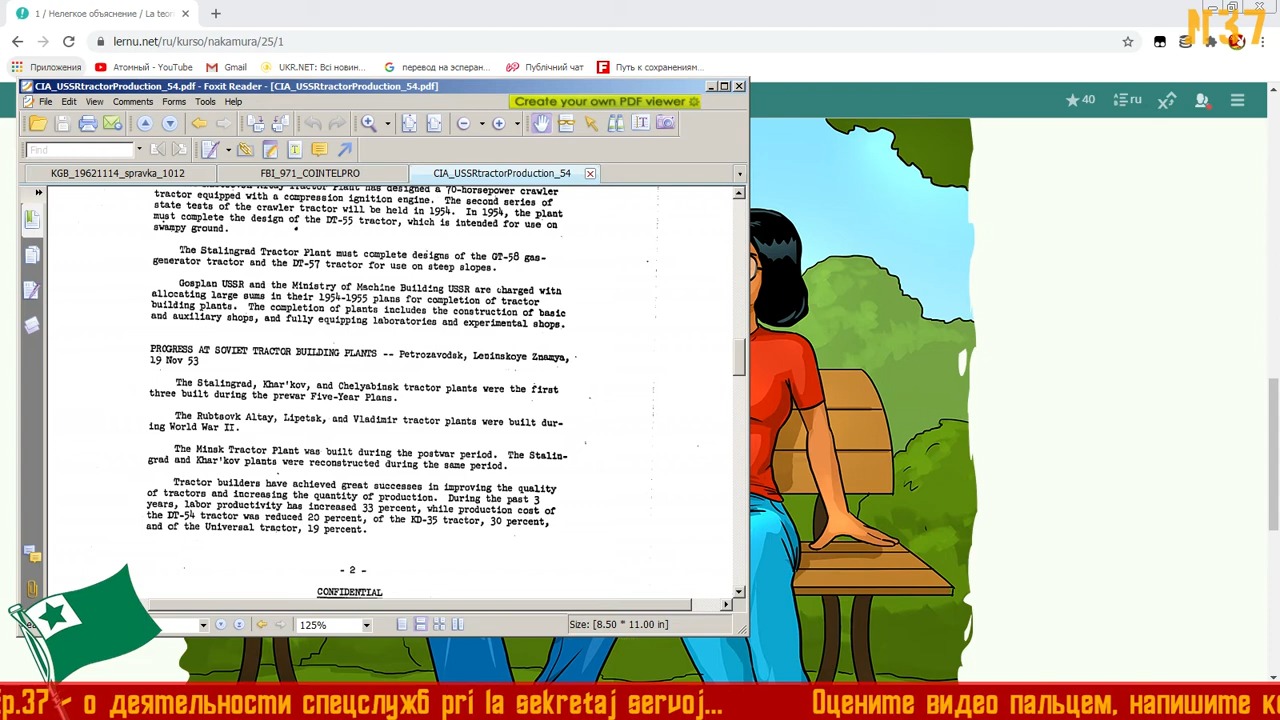 1 / Нелегкое объяснение / La teor
N37
lernu.net/ru/kurso/nakamura/25/1
Приложения
Атомный - YouTube
Gmail
UKR.NET: Всі новин...
перевод на эсперан...
Публічний чат
Путь к сохранениям...
CIA_USSRtractorProduction_54.pdf - Foxit Reader - [CIA_USSRtractorProduction_54.pdf]
File Edit View Comments Forms Tools Help
Create your own PDF viewer
40
ru
Find
KGB_19621114_spravka_1012
FBI_971_COINTELPRO
CIA_USSRtractorProduction_54
Tractor Plant has designed a 70-horsepower crawler
tractor equipped with a compression ignition engine. The second series of
state tests of the crawler tractor will be held in 1954. In 1954, the plant
must complete the design of the DT-55 tractor, which is intended for use on
swampy ground.
The Stalingrad Tractor Plant must complete designs of the GT-58 gas-
generator tractor and the DT-57 tractor for use on steep slopes.
Gosplan USSR and the Ministry of Machine Building USSR are charged with
allocating large sums in their 1954-1955 plans for completion of tractor
building plants. The completion of plants includes the construction of basic
and auxiliary shops, and fully equipping laboratories and experimental shops.
PROGRESS AT SOVIET TRACTOR BUILDING PLANTS -- Petrozavodsk, Leninskoye Znamya,
19 Nov 53
The Stalingrad, Khar'kov, and Chelyabinsk tractor plants were the first
three built during the prewar Five-Year Plans.
The Rubtsovk Altay, Lipetsk, and Vladimir tractor plants were built dur-
ing World War II.
The Minsk Tractor Plant was built during the postwar period. The Stalin-
grad and Khar'kov plants were reconstructed during the same period.
Tractor builders have achieved great successes in improving the quality
of tractors and increasing the quantity of production. During the past 3
years, labor productivity has increased 33 percent, while production cost of
the DT-54 tractor was reduced 20 percent, of the KD-35 tractor, 30 percent,
and of the Universal tractor, 19 percent.
- 2 -
CONFIDENTIAL
125%
Size: [8.50 * 11.00 in]
р.37 - о деятельности спецслужб pri la sekretaj servoj... Оцените видео пальцем, напишите к